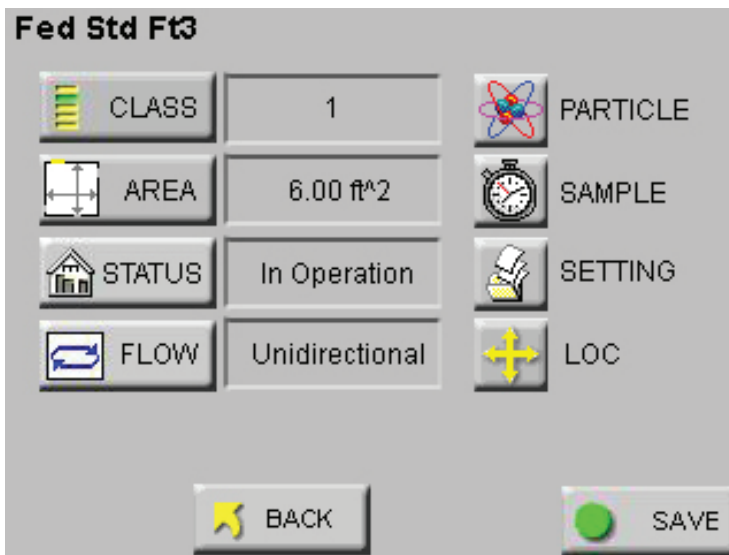 Fed Std Ft3
CLASS 1 PARTICLE
AREA 6.00 ft^2 SAMPLE
STATUS In Operation SETTING
FLOW Unidirectional LOC
BACK SAVE